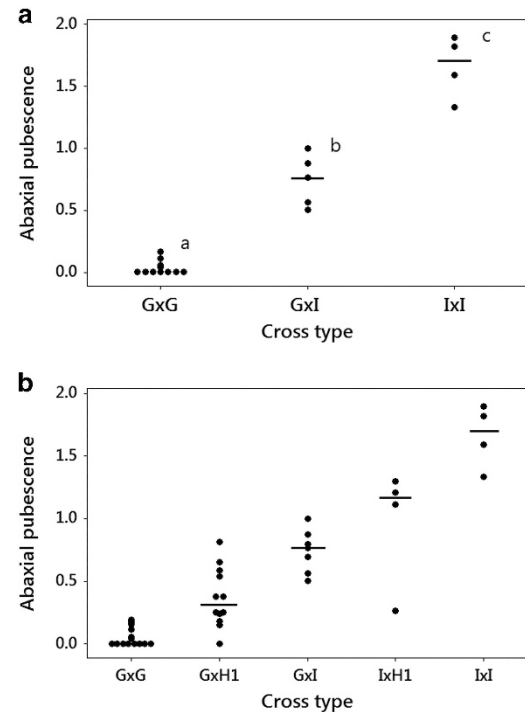 a
Abaxial pubescence
2.0
1.5
1.0
0.5
0.0
a
b
c
GxG GxI IxI
Cross type
b
Abaxial pubescence
2.0
1.5
1.0
0.5
0.0
GxG GxH1 GxI IxH1 IxI
Cross type